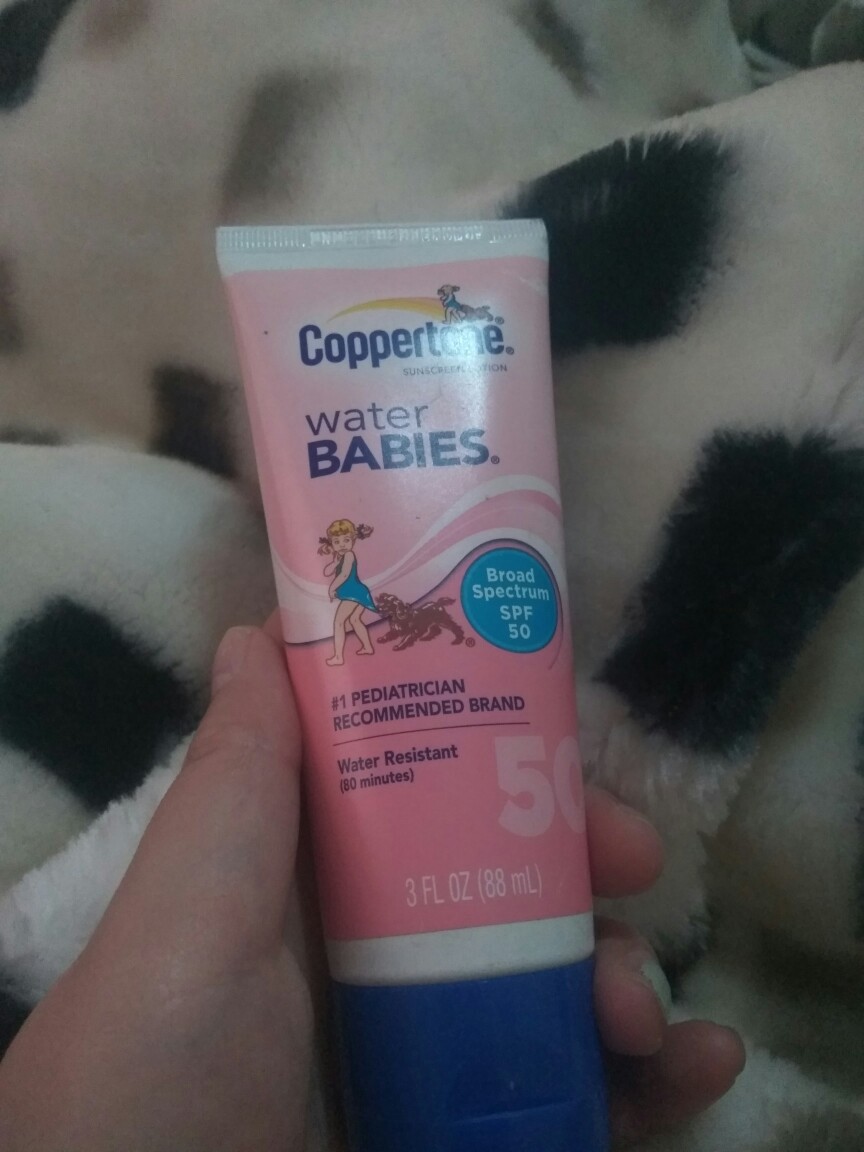 Coppertone®
SUNSCREEN LOTION
water
BABIES®
Broad
Spectrum
SPF
50
®
#1 PEDIATRICIAN
RECOMMENDED BRAND
Water Resistant
(80 minutes)
50
3 FL OZ (88 mL)